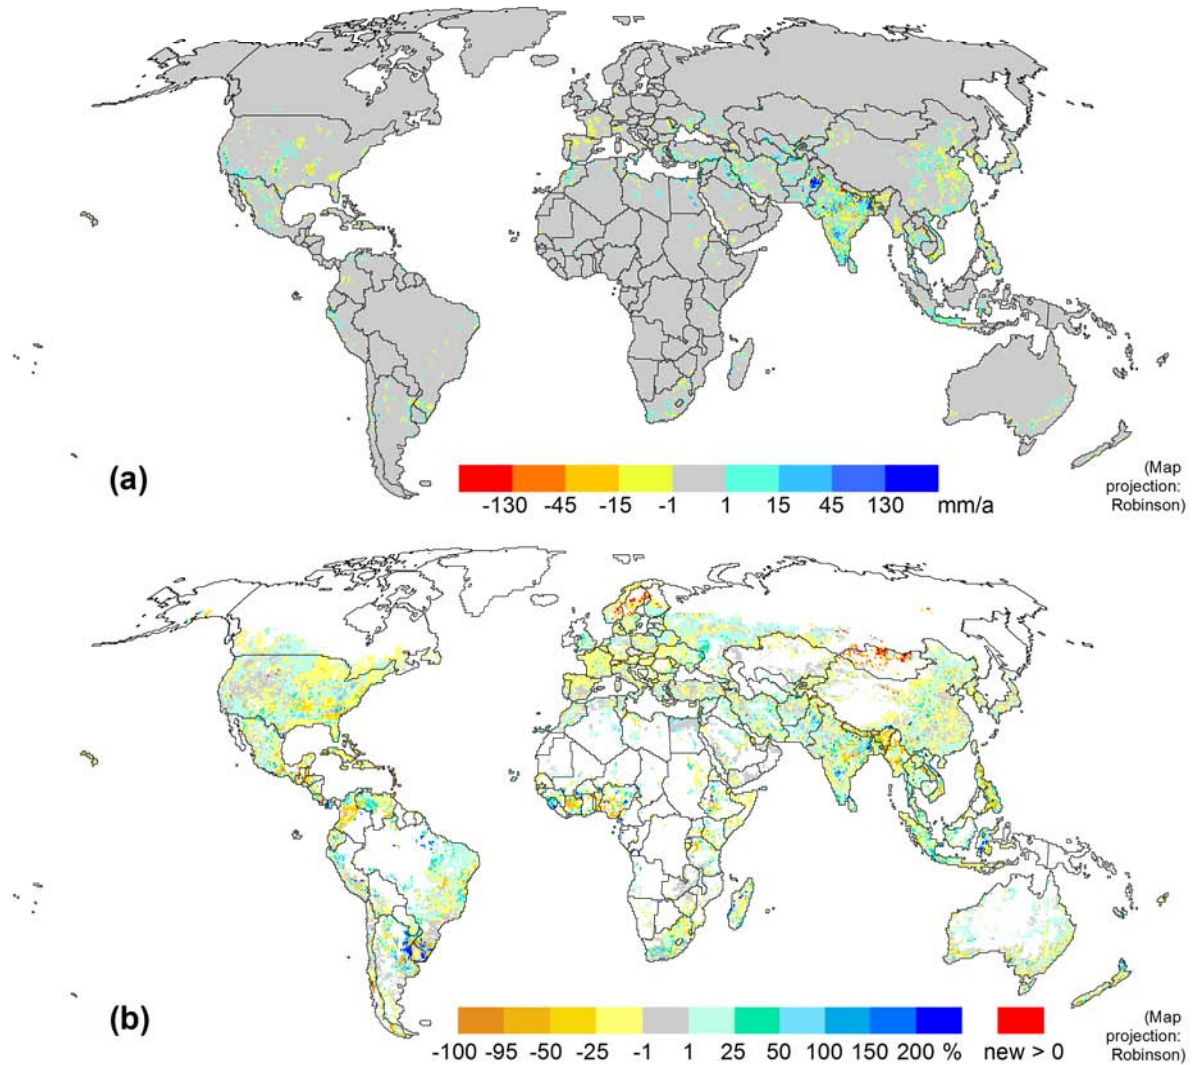 (a)
-130 -45 -15 -1 1 15 45 130 mm/a
(Map
projection:
Robinson)
(b)
-100 -95 -50 -25 -1 1 25 50 100 150 200 % new > 0
(Map
projection:
Robinson)